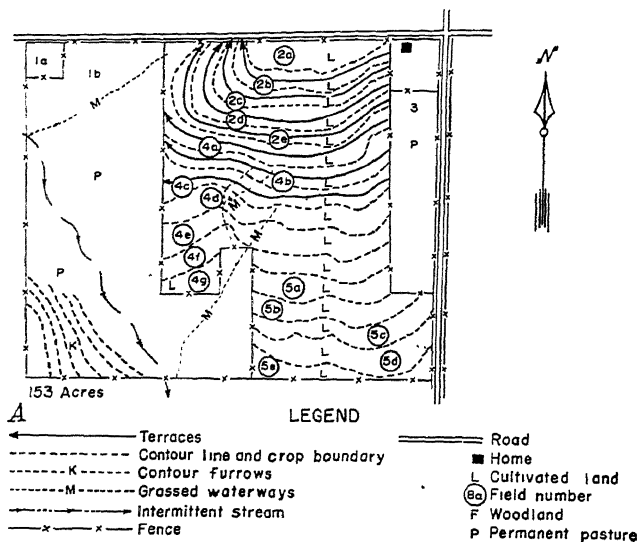 N
1a
1b
2a
L
2b
L
2c
L
2d
L
2e
L
3
P
M
4a
L
P
4b
L
4c
4d
M
M
L
4e
4f
4g
L
P
5a
L
5b
M
L
5c
L
K
5d
5e
L
153 Acres
A
LEGEND
Terraces
Contour line and crop boundary
K Contour furrows
M Grassed waterways
Intermittent stream
Fence
Road
Home
L Cultivated land
8a Field number
F Woodland
P Permanent pasture